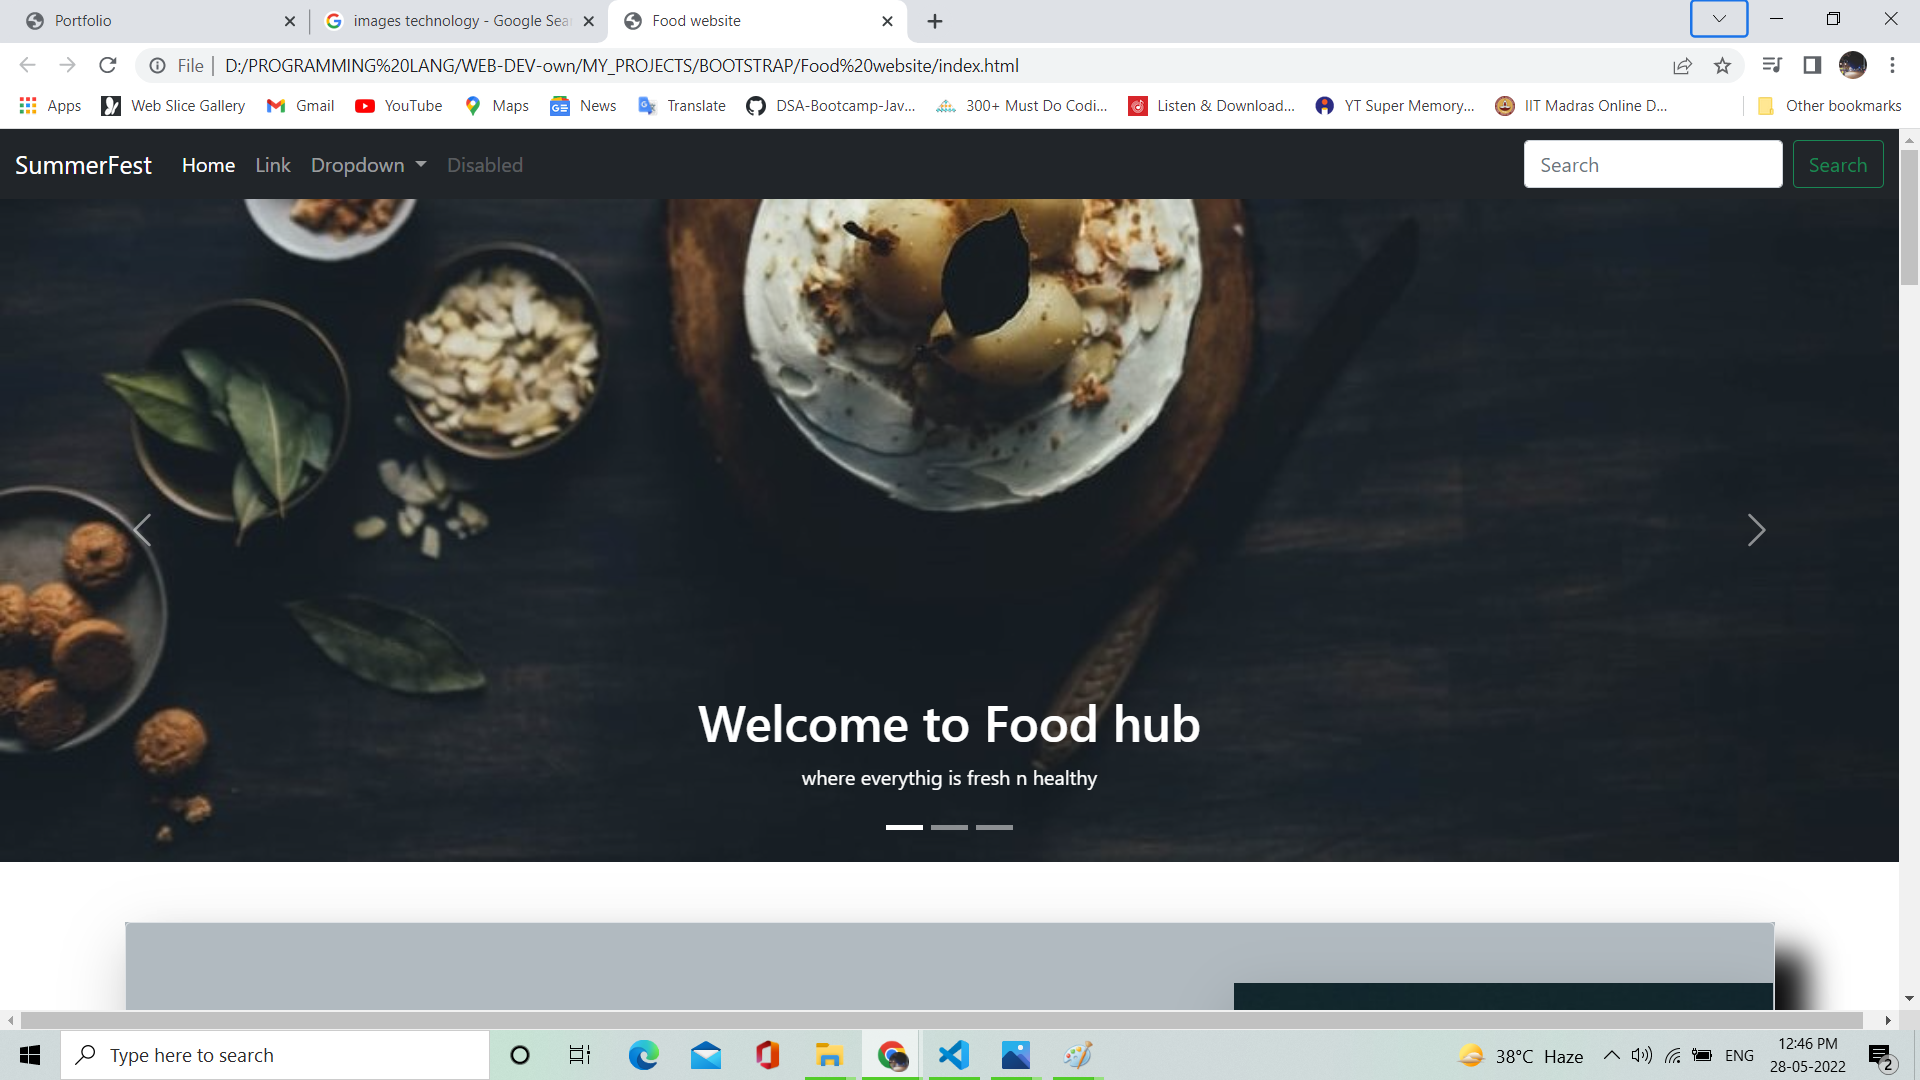 Portfolio
images technology - Google Sea
Food website
File
D:/PROGRAMMING%20LANG/WEB-DEV-own/MY_PROJECTS/BOOTSTRAP/Food%20website/index.html
Apps
Web Slice Gallery
Gmail
YouTube
Maps
News
Translate
DSA-Bootcamp-Jav...
300+ Must Do Codi...
Listen & Download...
YT Super Memory...
IIT Madras Online D...
Other bookmarks
SummerFest
Home
Link
Dropdown
Disabled
Search
Search
Welcome to Food hub
where everythig is fresh n healthy
Type here to search
38°C Haze
ENG
12:46 PM
28-05-2022
2